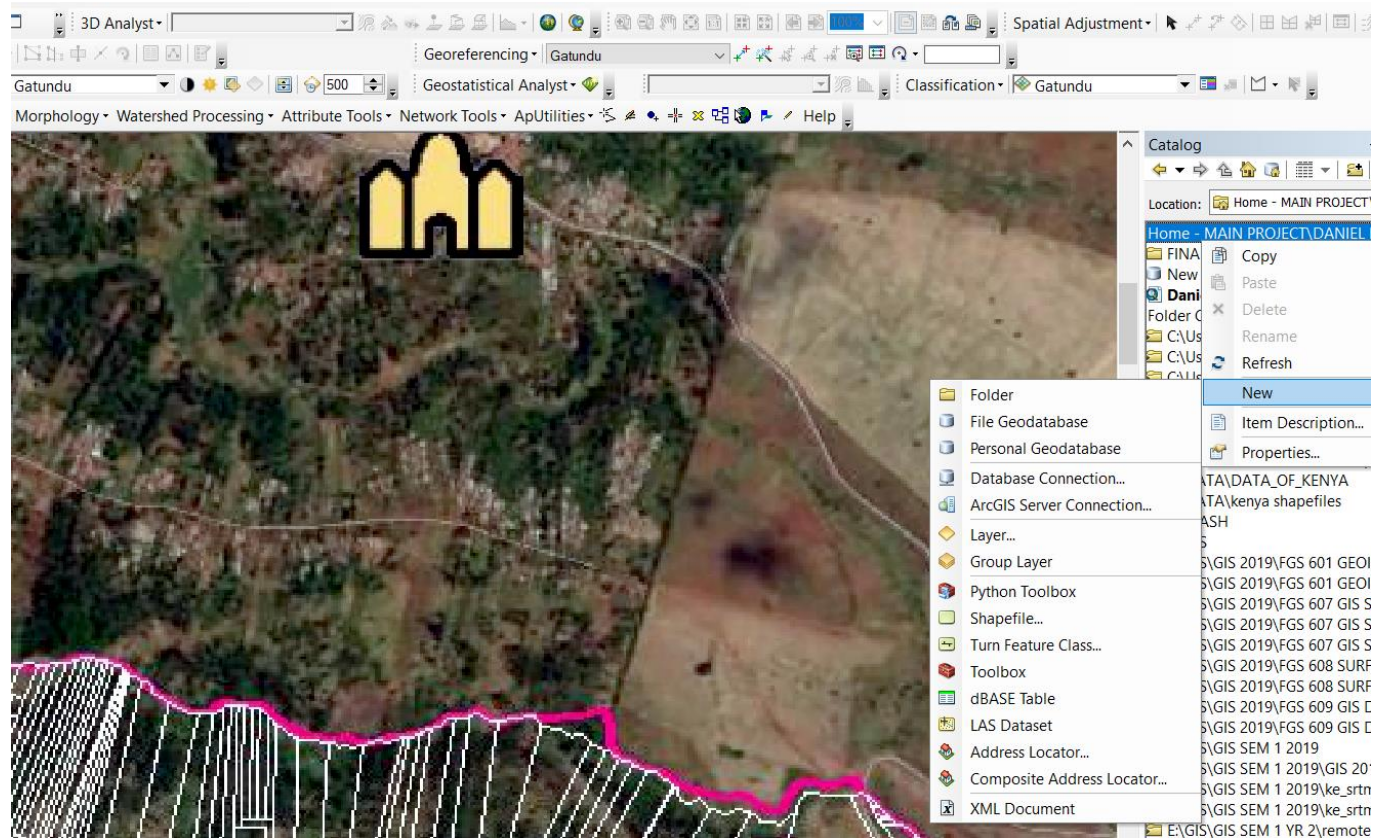 3D Analyst
100%
Spatial Adjustment
Georeferencing
Gatundu
Gatundu
500
Geostatistical Analyst
Classification
Gatundu
Morphology
Watershed Processing
Attribute Tools
Network Tools
ApUtilities
Help
Catalog
Location:
Home - MAIN PROJECT\
Home - MAIN PROJECT\DANIEL
FINA
New
Dani
Folder C
C:\Us
C:\Us
C:\Us
Copy
Paste
Delete
Rename
Refresh
New
Item Description...
Properties...
Folder
File Geodatabase
Personal Geodatabase
Database Connection...
ArcGIS Server Connection...
Layer...
Group Layer
Python Toolbox
Shapefile...
Turn Feature Class...
Toolbox
dBASE Table
LAS Dataset
Address Locator...
Composite Address Locator...
XML Document
TA\DATA_OF_KENYA
TA\kenya shapefiles
ASH
S
S\GIS 2019\FGS 601 GEOI
S\GIS 2019\FGS 601 GEOI
S\GIS 2019\FGS 607 GIS S
S\GIS 2019\FGS 607 GIS S
S\GIS 2019\FGS 607 GIS S
S\GIS 2019\FGS 608 SURF
S\GIS 2019\FGS 608 SURF
S\GIS 2019\FGS 609 GIS D
S\GIS 2019\FGS 609 GIS D
S\GIS SEM 1 2019
S\GIS SEM 1 2019\GIS 201
S\GIS SEM 1 2019\ke_srtm
S\GIS SEM 1 2019\ke_srtm
E:\GIS\GIS SEM 1 YR 2\remote